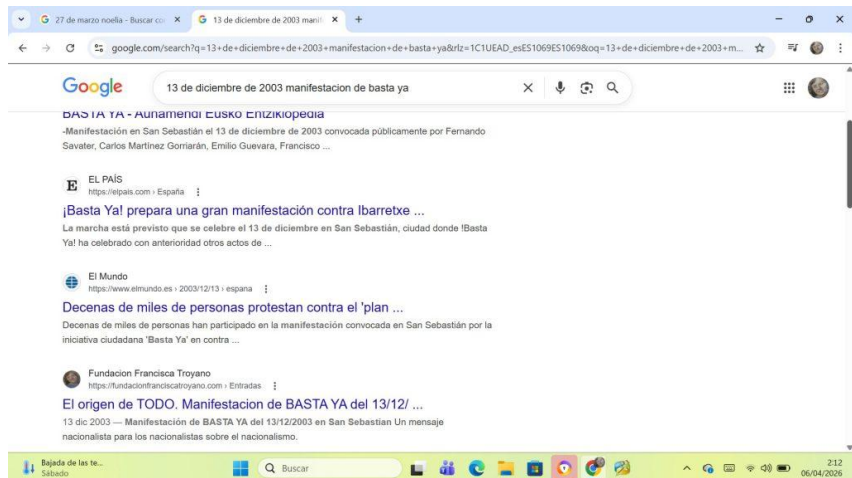 27 de marzo noelia - Buscar co
13 de diciembre de 2003 mani
google.com/search?q=13+de+diciembre+de+2003+manifestacion+de+basta+ya&rlz=1C1UEAD_esES1069ES1069&oq=13+de+diciembre+de+2003+m...
Google
13 de diciembre de 2003 manifestacion de basta ya
BASTA YA - Auñamendi Eusko Entziklopedia
-Manifestación en San Sebastián el 13 de diciembre de 2003 convocada públicamente por Fernando
Savater, Carlos Martínez Gorriarán, Emilio Guevara, Francisco ...
E
EL PAÍS
https://elpais.com › España
¡Basta Ya! prepara una gran manifestación contra Ibarretxe ...
La marcha está previsto que se celebre el 13 de diciembre en San Sebastián, ciudad donde !Basta
Ya! ha celebrado con anterioridad otros actos de ...
El Mundo
https://www.elmundo.es › 2003/12/13 › espana
Decenas de miles de personas protestan contra el 'plan ...
Decenas de miles de personas han participado en la manifestación convocada en San Sebastián por la
iniciativa ciudadana 'Basta Ya' en contra ...
Fundacion Francisca Troyano
https://fundacionfranciscatroyano.com › Entradas
El origen de TODO. Manifestacion de BASTA YA del 13/12/ ...
13 dic 2003 — Manifestación de BASTA YA del 13/12/2003 en San Sebastian Un mensaje
nacionalista para los nacionalistas sobre el nacionalismo.
Bajada de las te...
Sábado
Buscar
2:12
06/04/2026